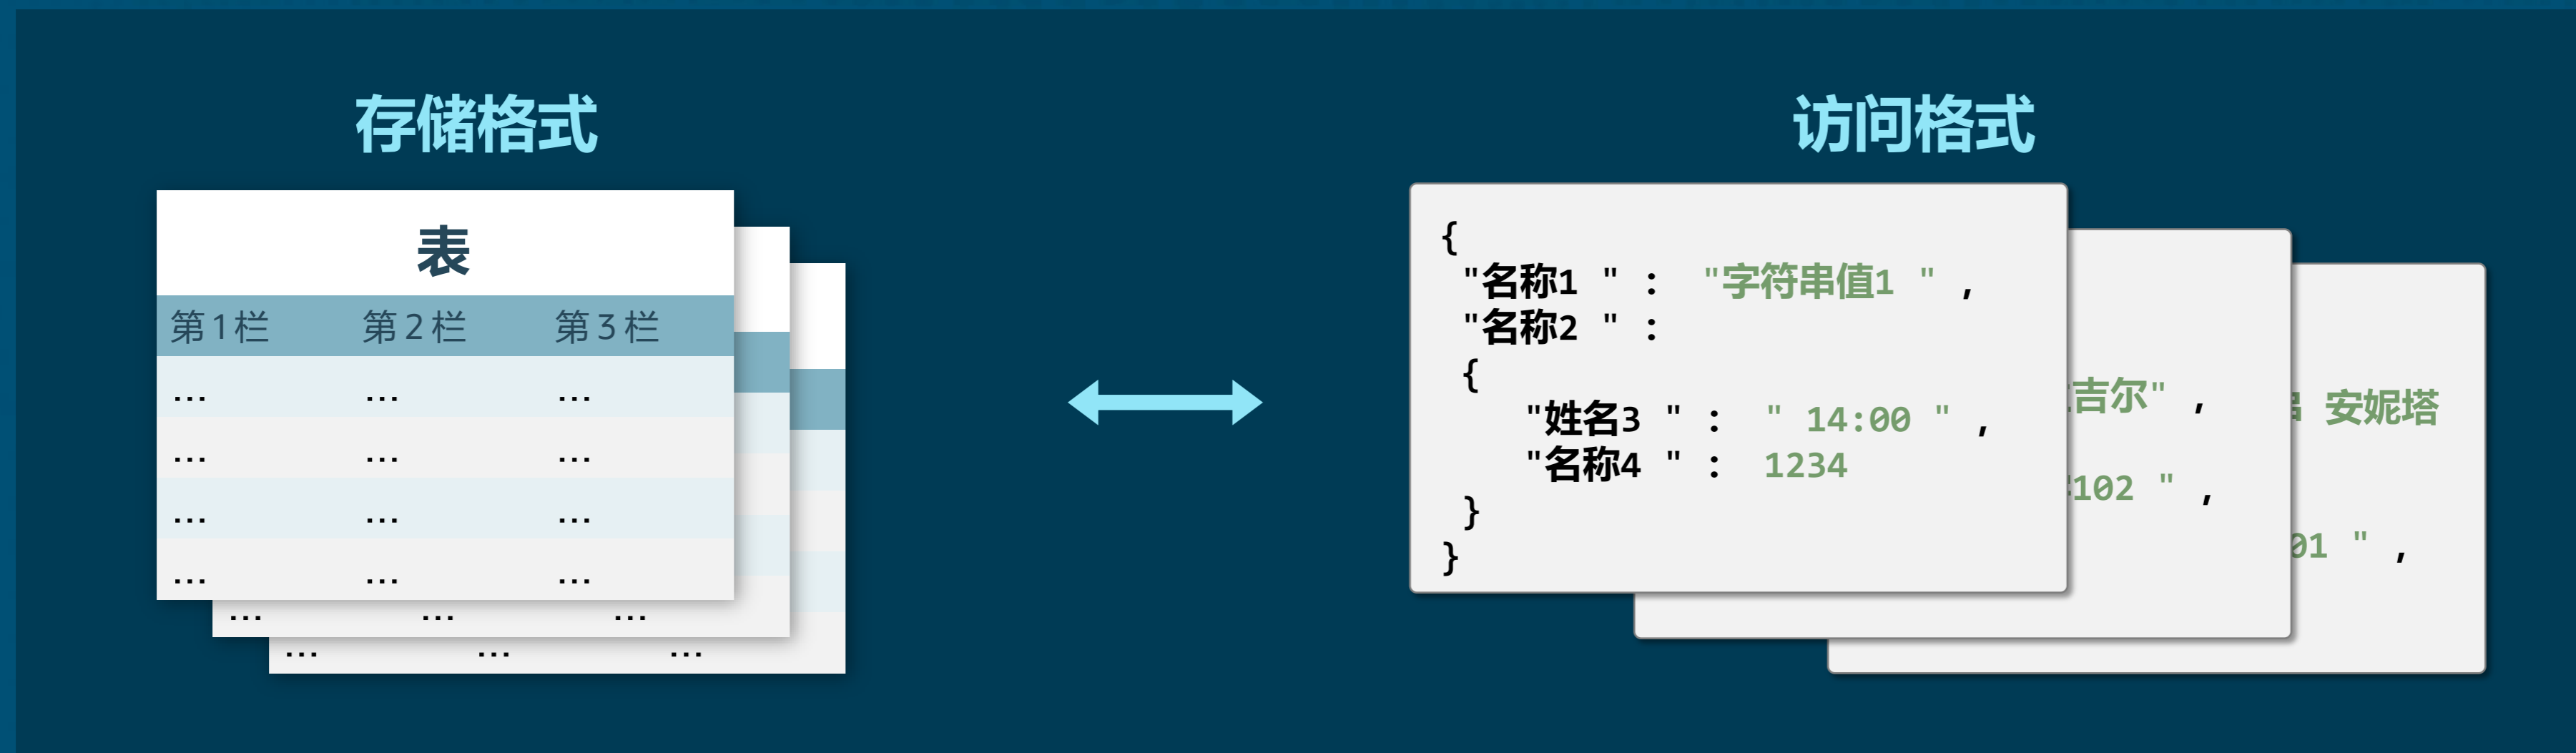 存储格式
访问格式
表
第1栏 第2栏 第3栏
... ... ...
... ... ...
... ... ...
... ... ...
... ... ...
... ... ...
{
"名称1 " : "字符串值1 " ,
"名称2 " :
{
"姓名3 " : " 14:00 " ,
"名称4 " : 1234
}
}
吉尔" ,
102 " ,
安妮塔
01 " ,